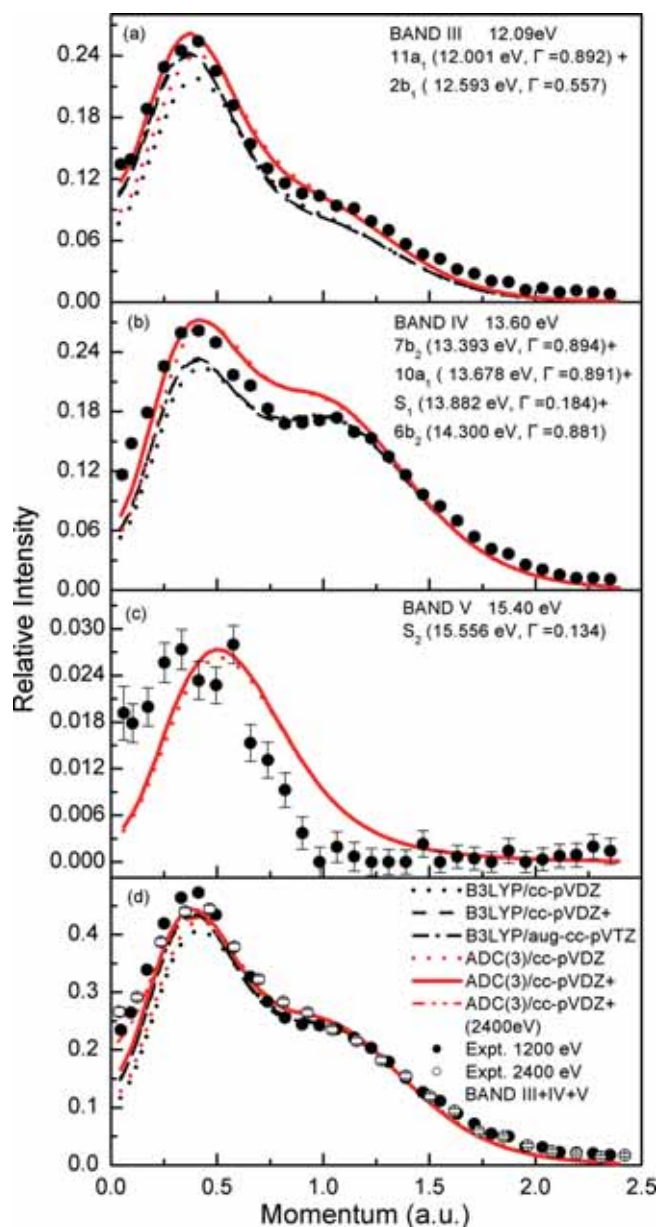 (a)
BAND III 12.09eV
11a₁ (12.001 eV, Γ=0.892) +
2b₁ ( 12.593 eV, Γ=0.557)
0.24
0.18
0.12
0.06
0.00
(b)
BAND IV 13.60 eV
7b₂ (13.393 eV, Γ=0.894)+
10a₁ ( 13.678 eV, Γ=0.891)+
S₁ (13.882 eV, Γ=0.184)+
6b₂ (14.300 eV, Γ=0.881)
0.24
0.18
0.12
0.06
0.00
Relative Intensity
(c)
BAND V 15.40 eV
S₂ (15.556 eV, Γ=0.134)
0.030
0.024
0.018
0.012
0.006
0.000
(d)
B3LYP/cc-pVDZ
B3LYP/cc-pVDZ+
B3LYP/aug-cc-pVTZ
ADC(3)/cc-pVDZ
ADC(3)/cc-pVDZ+
ADC(3)/cc-pVDZ+
(2400eV)
Expt. 1200 eV
Expt. 2400 eV
BAND III+IV+V
0.4
0.3
0.2
0.1
0.0
0.0 0.5 1.0 1.5 2.0 2.5
Momentum (a.u.)